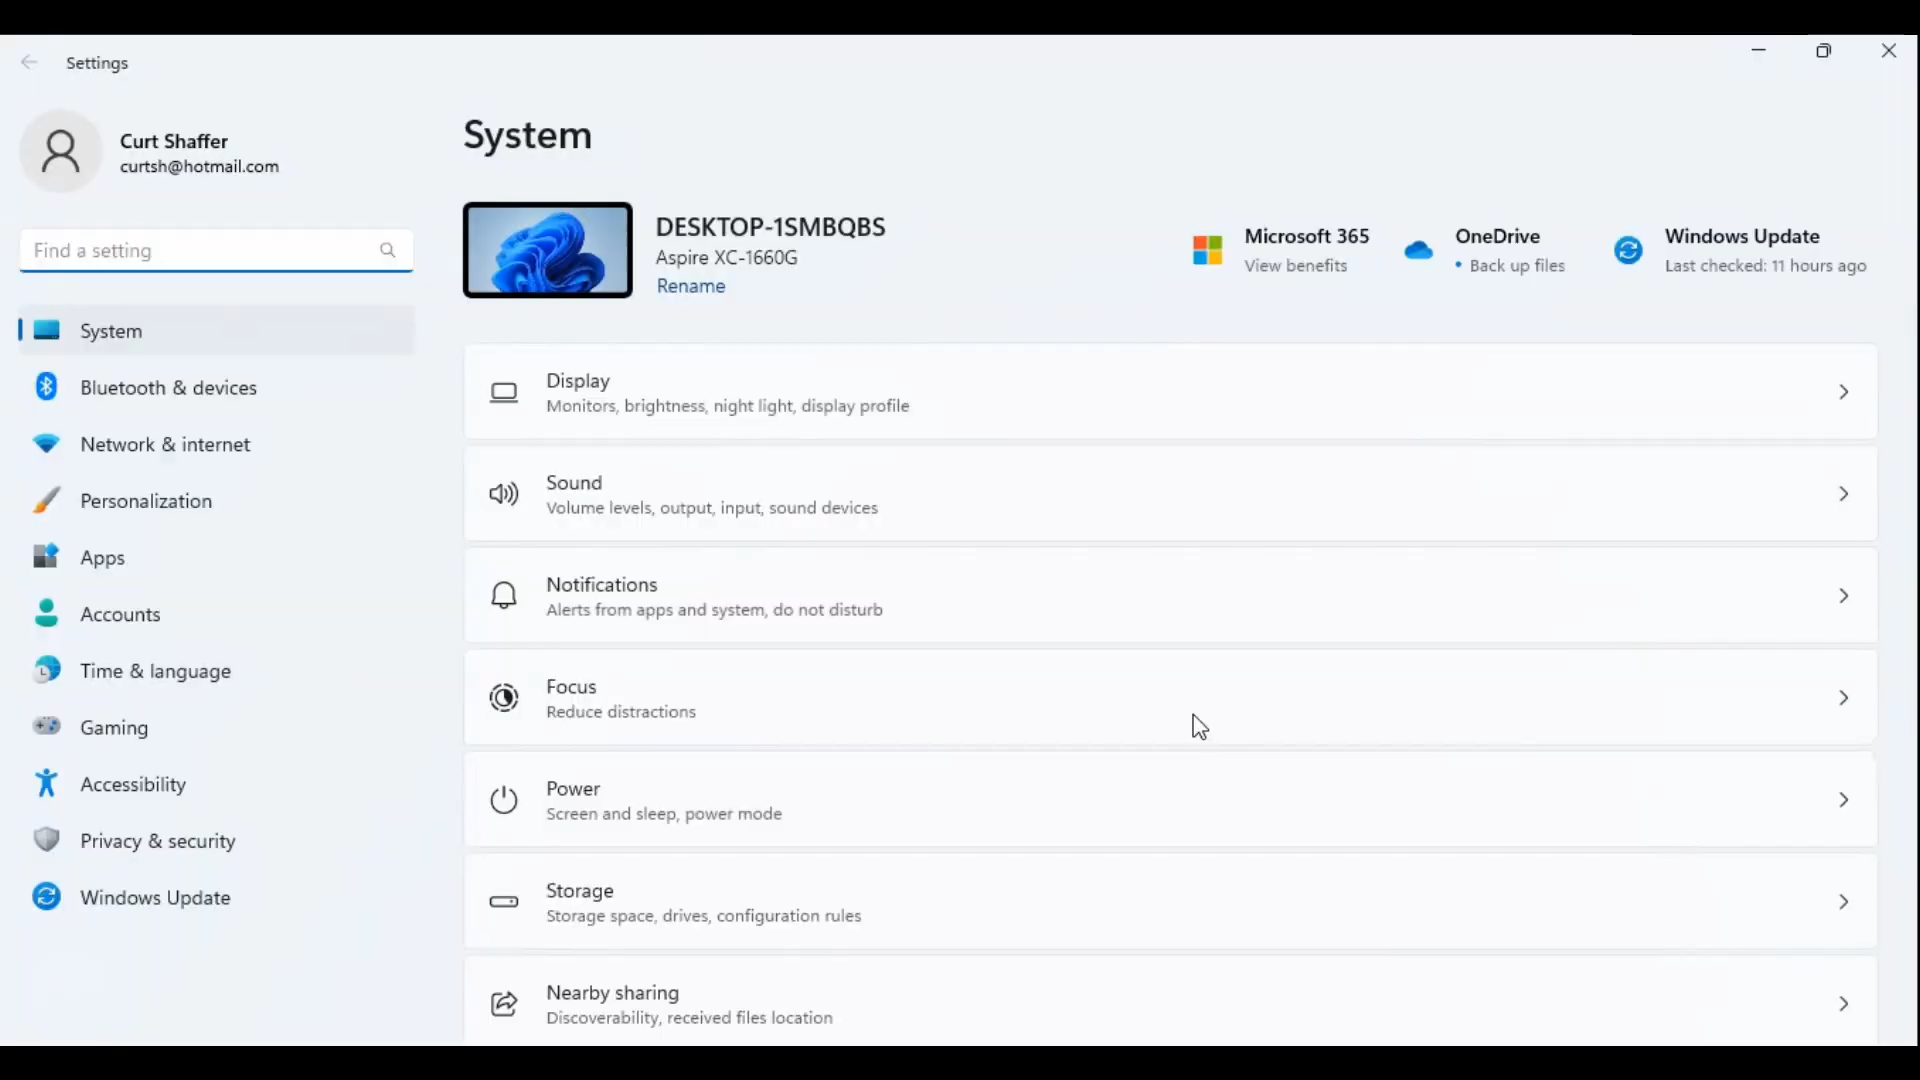 Settings
Curt Shaffer
curtsh@hotmail.com
Find a setting
System
Bluetooth & devices
Network & internet
Personalization
Apps
Accounts
Time & language
Gaming
Accessibility
Privacy & security
Windows Update
System
DESKTOP-1SMBQBS
Aspire XC-1660G
Rename
Microsoft 365
View benefits
OneDrive
• Back up files
Windows Update
Last checked: 11 hours ago
Display
Monitors, brightness, night light, display profile
Sound
Volume levels, output, input, sound devices
Notifications
Alerts from apps and system, do not disturb
Focus
Reduce distractions
Power
Screen and sleep, power mode
Storage
Storage space, drives, configuration rules
Nearby sharing
Discoverability, received files location